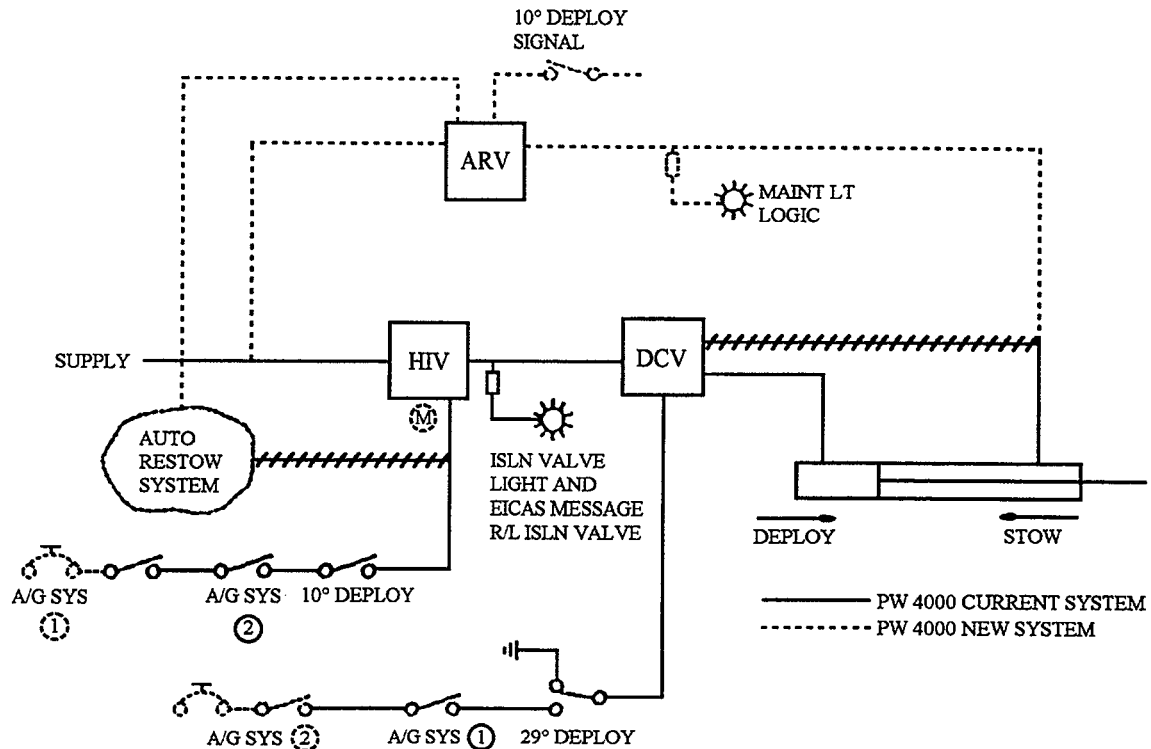 10° DEPLOY
SIGNAL
ARV
MAINT LT
LOGIC
SUPPLY
HIV
DCV
M
AUTO
RESTOW
SYSTEM
ISLN VALVE
LIGHT AND
EICAS MESSAGE
R/L ISLN VALVE
DEPLOY
STOW
A/G SYS
1
A/G SYS
2
10° DEPLOY
PW 4000 CURRENT SYSTEM
PW 4000 NEW SYSTEM
A/G SYS 2
A/G SYS 1
29° DEPLOY